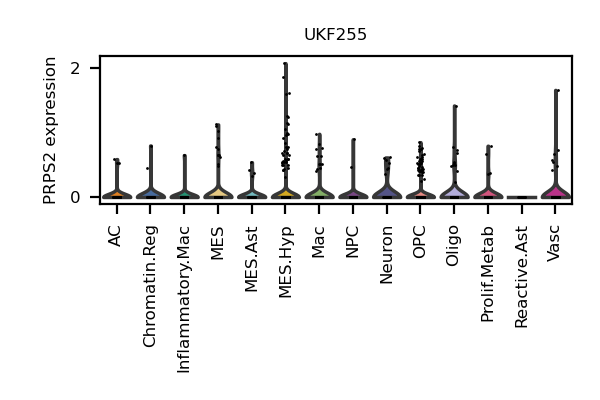 UKF255
PRPS2 expression
2
0
AC
Chromatin.Reg
Inflammatory.Mac
MES
MES.Ast
MES.Hyp
Mac
NPC
Neuron
OPC
Oligo
Prolif.Metab
Reactive.Ast
Vasc